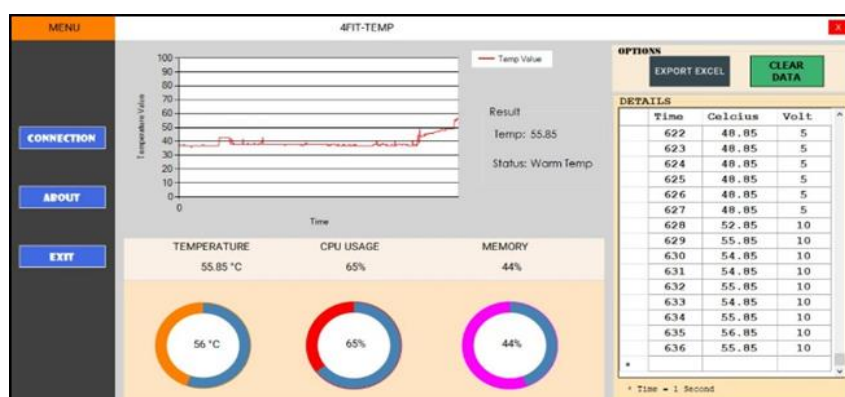 MENU
4FIT-TEMP
X
CONNECTION
ABOUT
EXIT
100
90
80
70
60
50
40
30
20
10
0
0
Temperature Value
Time
Temp Value
Result
Temp: 55.85
Status: Warm Temp
TEMPERATURE CPU USAGE MEMORY
55.85 °C 65% 44%
56 °C 65% 44%
OPTIONS
EXPORT EXCEL
CLEAR
DATA
DETAILS
Time Celcius Volt
622 48.85 5
623 48.85 5
624 48.85 5
625 48.85 5
626 48.85 5
627 48.85 5
628 52.85 10
629 55.85 10
630 54.85 10
631 54.85 10
632 55.85 10
633 54.85 10
634 55.85 10
635 56.85 10
636 55.85 10
*
* Time = 1 Second